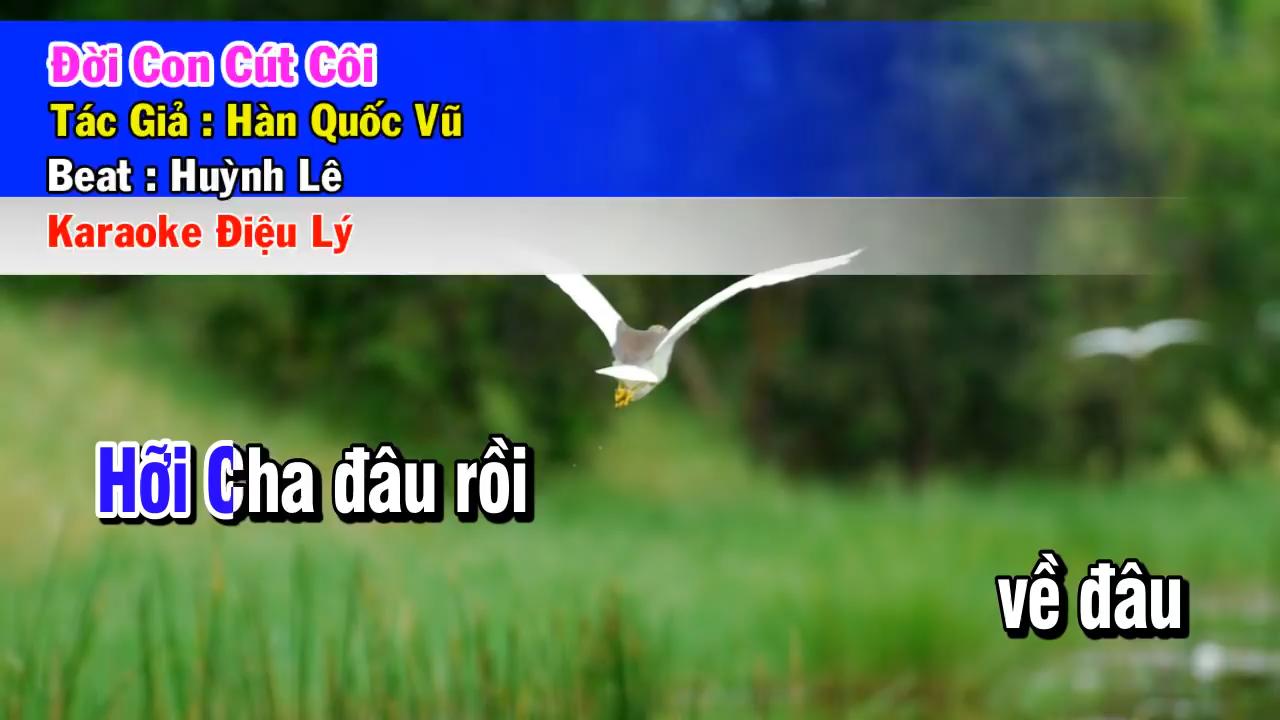 Đời Con Cút Côi
Tác Giả : Hàn Quốc Vũ
Beat : Huỳnh Lê
Karaoke Điệu Lý
Hỡi Cha đâu rồi
về đâu